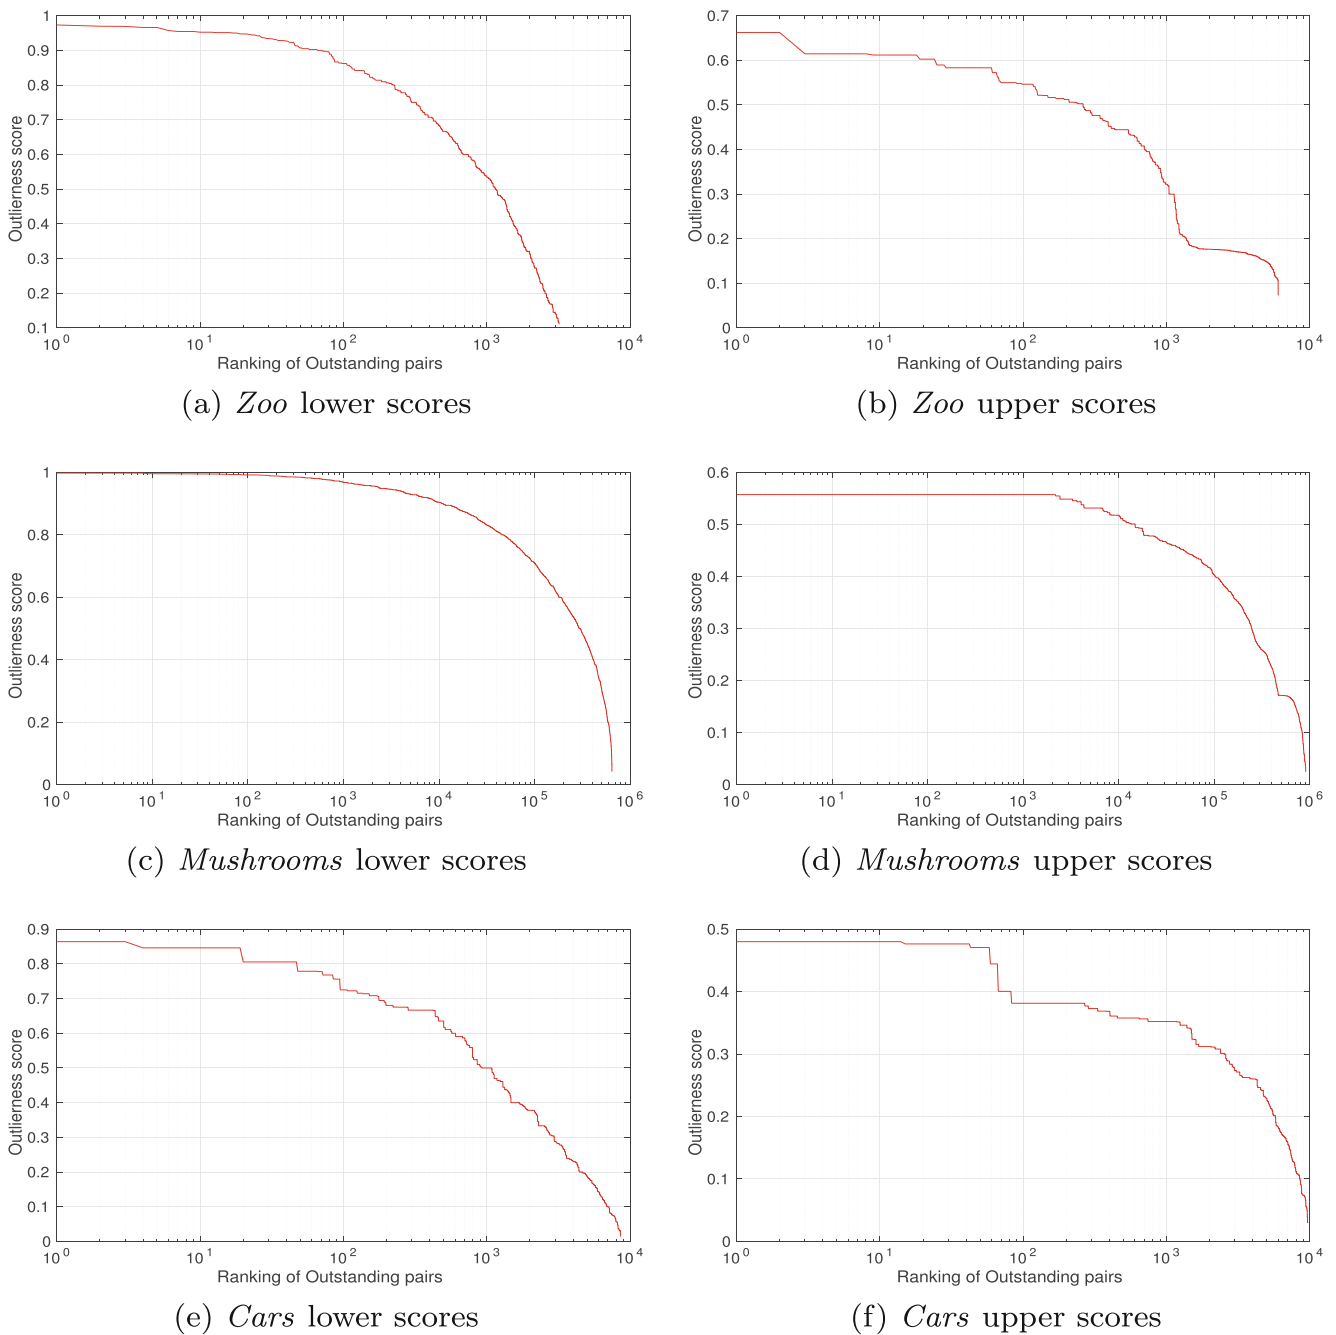 1
0.9
0.8
0.7
0.6
0.5
0.4
0.3
0.2
0.1
Outlierness score
10^0 10^1 10^2 10^3 10^4
Ranking of Outstanding pairs
(a) Zoo lower scores
0.7
0.6
0.5
0.4
0.3
0.2
0.1
0
Outlierness score
10^0 10^1 10^2 10^3 10^4
Ranking of Outstanding pairs
(b) Zoo upper scores
1
0.8
0.6
0.4
0.2
0
Outlierness score
10^0 10^1 10^2 10^3 10^4 10^5 10^6
Ranking of Outstanding pairs
(c) Mushrooms lower scores
0.6
0.5
0.4
0.3
0.2
0.1
0
Outlierness score
10^0 10^1 10^2 10^3 10^4 10^5 10^6
Ranking of Outstanding pairs
(d) Mushrooms upper scores
0.9
0.8
0.7
0.6
0.5
0.4
0.3
0.2
0.1
0
Outlierness score
10^0 10^1 10^2 10^3 10^4
Ranking of Outstanding pairs
(e) Cars lower scores
0.5
0.4
0.3
0.2
0.1
0
Outlierness score
10^0 10^1 10^2 10^3 10^4
Ranking of Outstanding pairs
(f) Cars upper scores